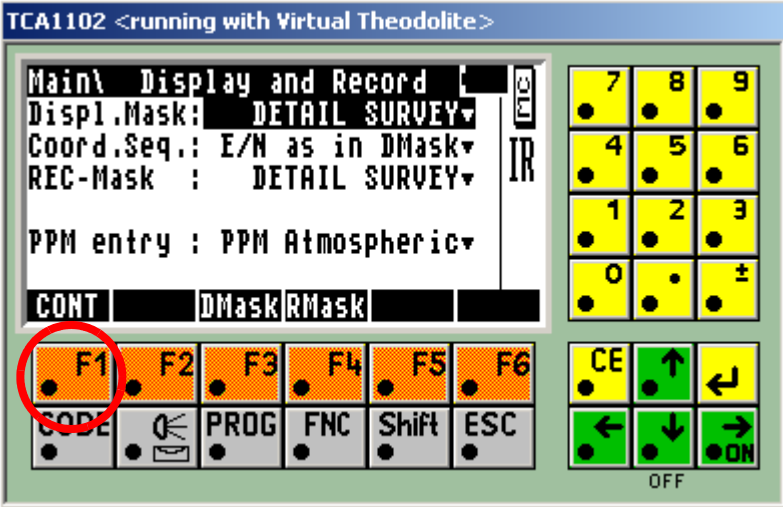 TCA1102 <running with Virtual Theodolite>
Main\ Display and Record
Displ.Mask: DETAIL SURVEY▾
Coord.Seq.: E/N as in DMask▾
REC-Mask : DETAIL SURVEY▾
PPM entry : PPM Atmospheric▾
CONT DMask RMask
inc
IR
7 8 9
4 5 6
1 2 3
0 . ±
F1 F2 F3 F4 F5 F6
CODE PROG FNC Shift ESC
CE
ON
OFF